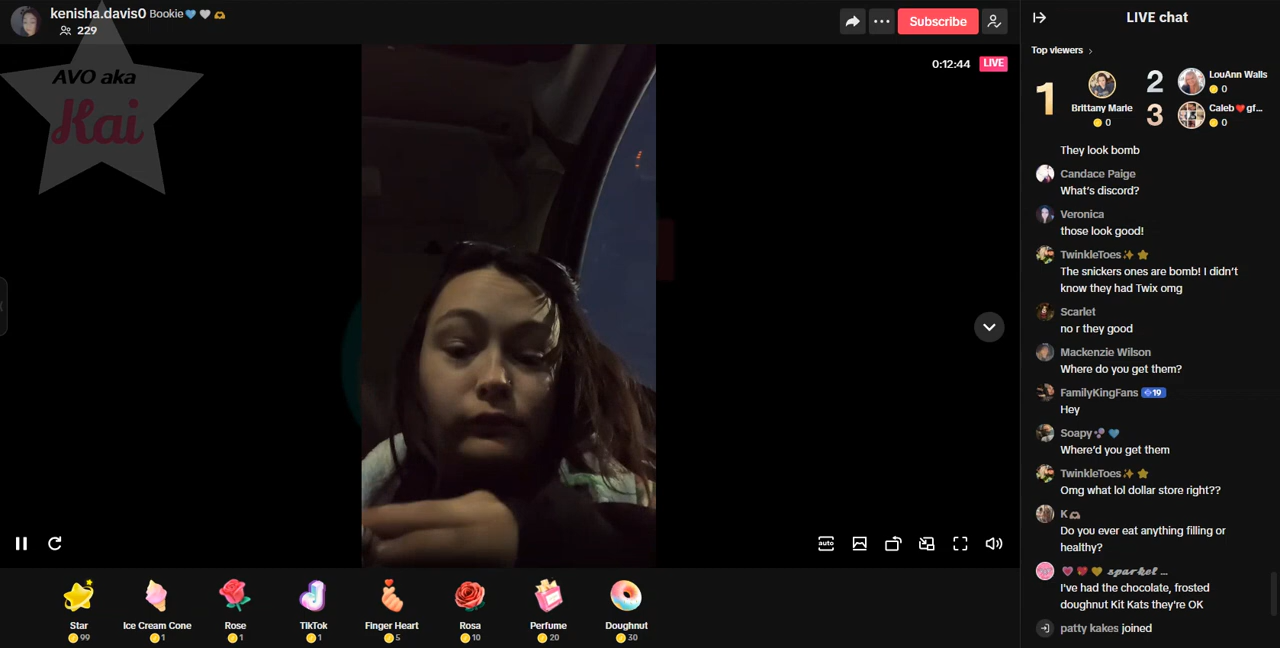 kenisha.davis0 Bookie💙🤍🫶
229
Subscribe
AVO aka
Kai
0:12:44 LIVE
auto
Star
99
Ice Cream Cone
1
Rose
1
TikTok
1
Finger Heart
5
Rosa
10
Perfume
20
Doughnut
30
LIVE chat
Top viewers >
1
Brittany Marie
0
2
LouAnn Walls
0
3
Caleb❤️gf...
0
They look bomb
Candace Paige
What's discord?
Veronica
those look good!
TwinkleToes✨ ⭐
The snickers ones are bomb! I didn't
know they had Twix omg
Scarlet
no r they good
Mackenzie Wilson
Where do you get them?
FamilyKingFans 19
Hey
Soapy🫧 💙
Where'd you get them
TwinkleToes✨ ⭐
Omg what lol dollar store right??
K🫶
Do you ever eat anything filling or
healthy?
💗 ❤️ 💛 𝓼𝓹𝓪𝓻𝓴𝓮𝓵 ...
I've had the chocolate, frosted
doughnut Kit Kats they're OK
patty kakes joined